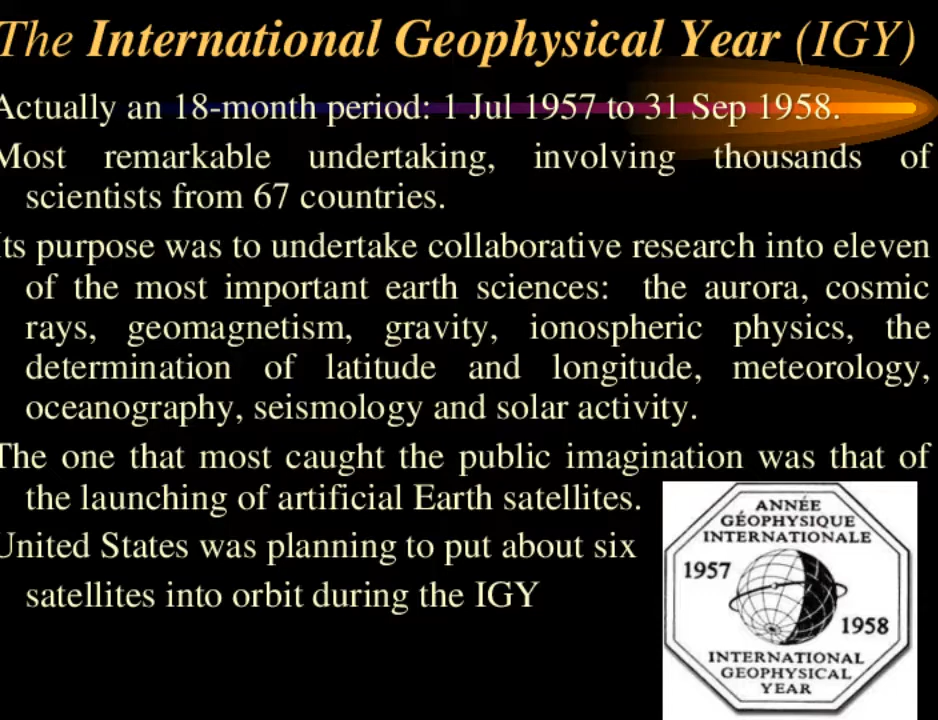 The International Geophysical Year (IGY)
Actually an 18-month period: 1 Jul 1957 to 31 Sep 1958.
Most remarkable undertaking, involving thousands of
scientists from 67 countries.
Its purpose was to undertake collaborative research into eleven
of the most important earth sciences: the aurora, cosmic
rays, geomagnetism, gravity, ionospheric physics, the
determination of latitude and longitude, meteorology,
oceanography, seismology and solar activity.
The one that most caught the public imagination was that of
the launching of artificial Earth satellites.
United States was planning to put about six
satellites into orbit during the IGY
ANNÉE
GÉOPHYSIQUE
INTERNATIONALE
1957
1958
INTERNATIONAL
GEOPHYSICAL
YEAR